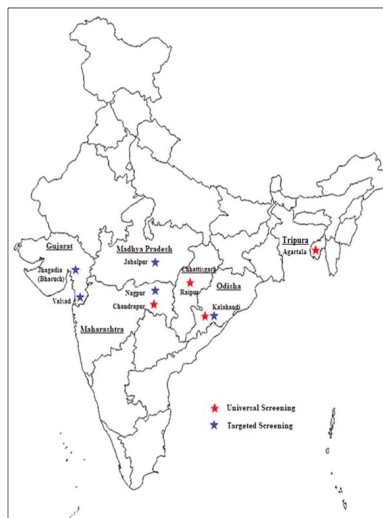 Gujarat
Madhya Pradesh
Tripura
Agartala
Jabalpur
Jhagadia
(Bharuch)
Chhattisgarh
Raipur
Odisha
Valsad
Nagpur
Chandrapur
Kalahandi
Maharashtra
Universal Screening
Targeted Screening